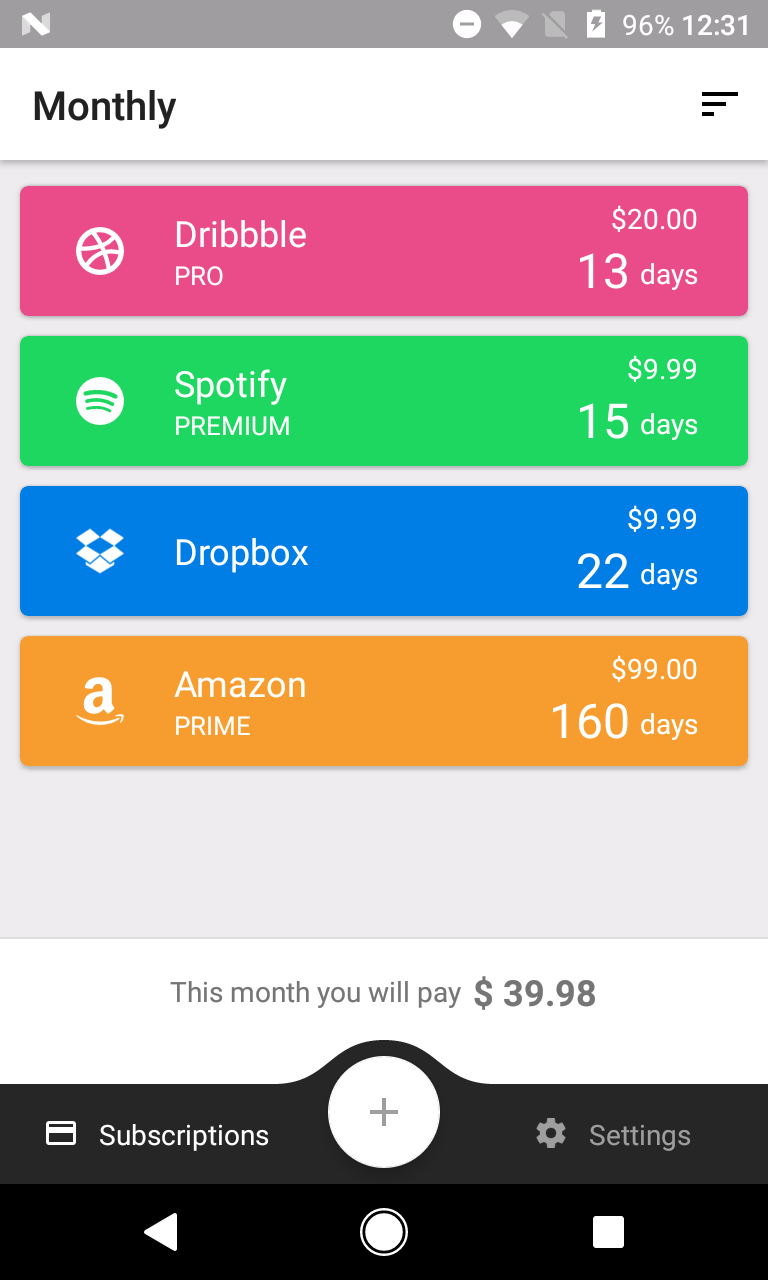 96% 12:31
Monthly
Dribbble
PRO
$20.00
13 days
Spotify
PREMIUM
$9.99
15 days
Dropbox
$9.99
22 days
Amazon
PRIME
$99.00
160 days
This month you will pay $ 39.98
Subscriptions
Settings